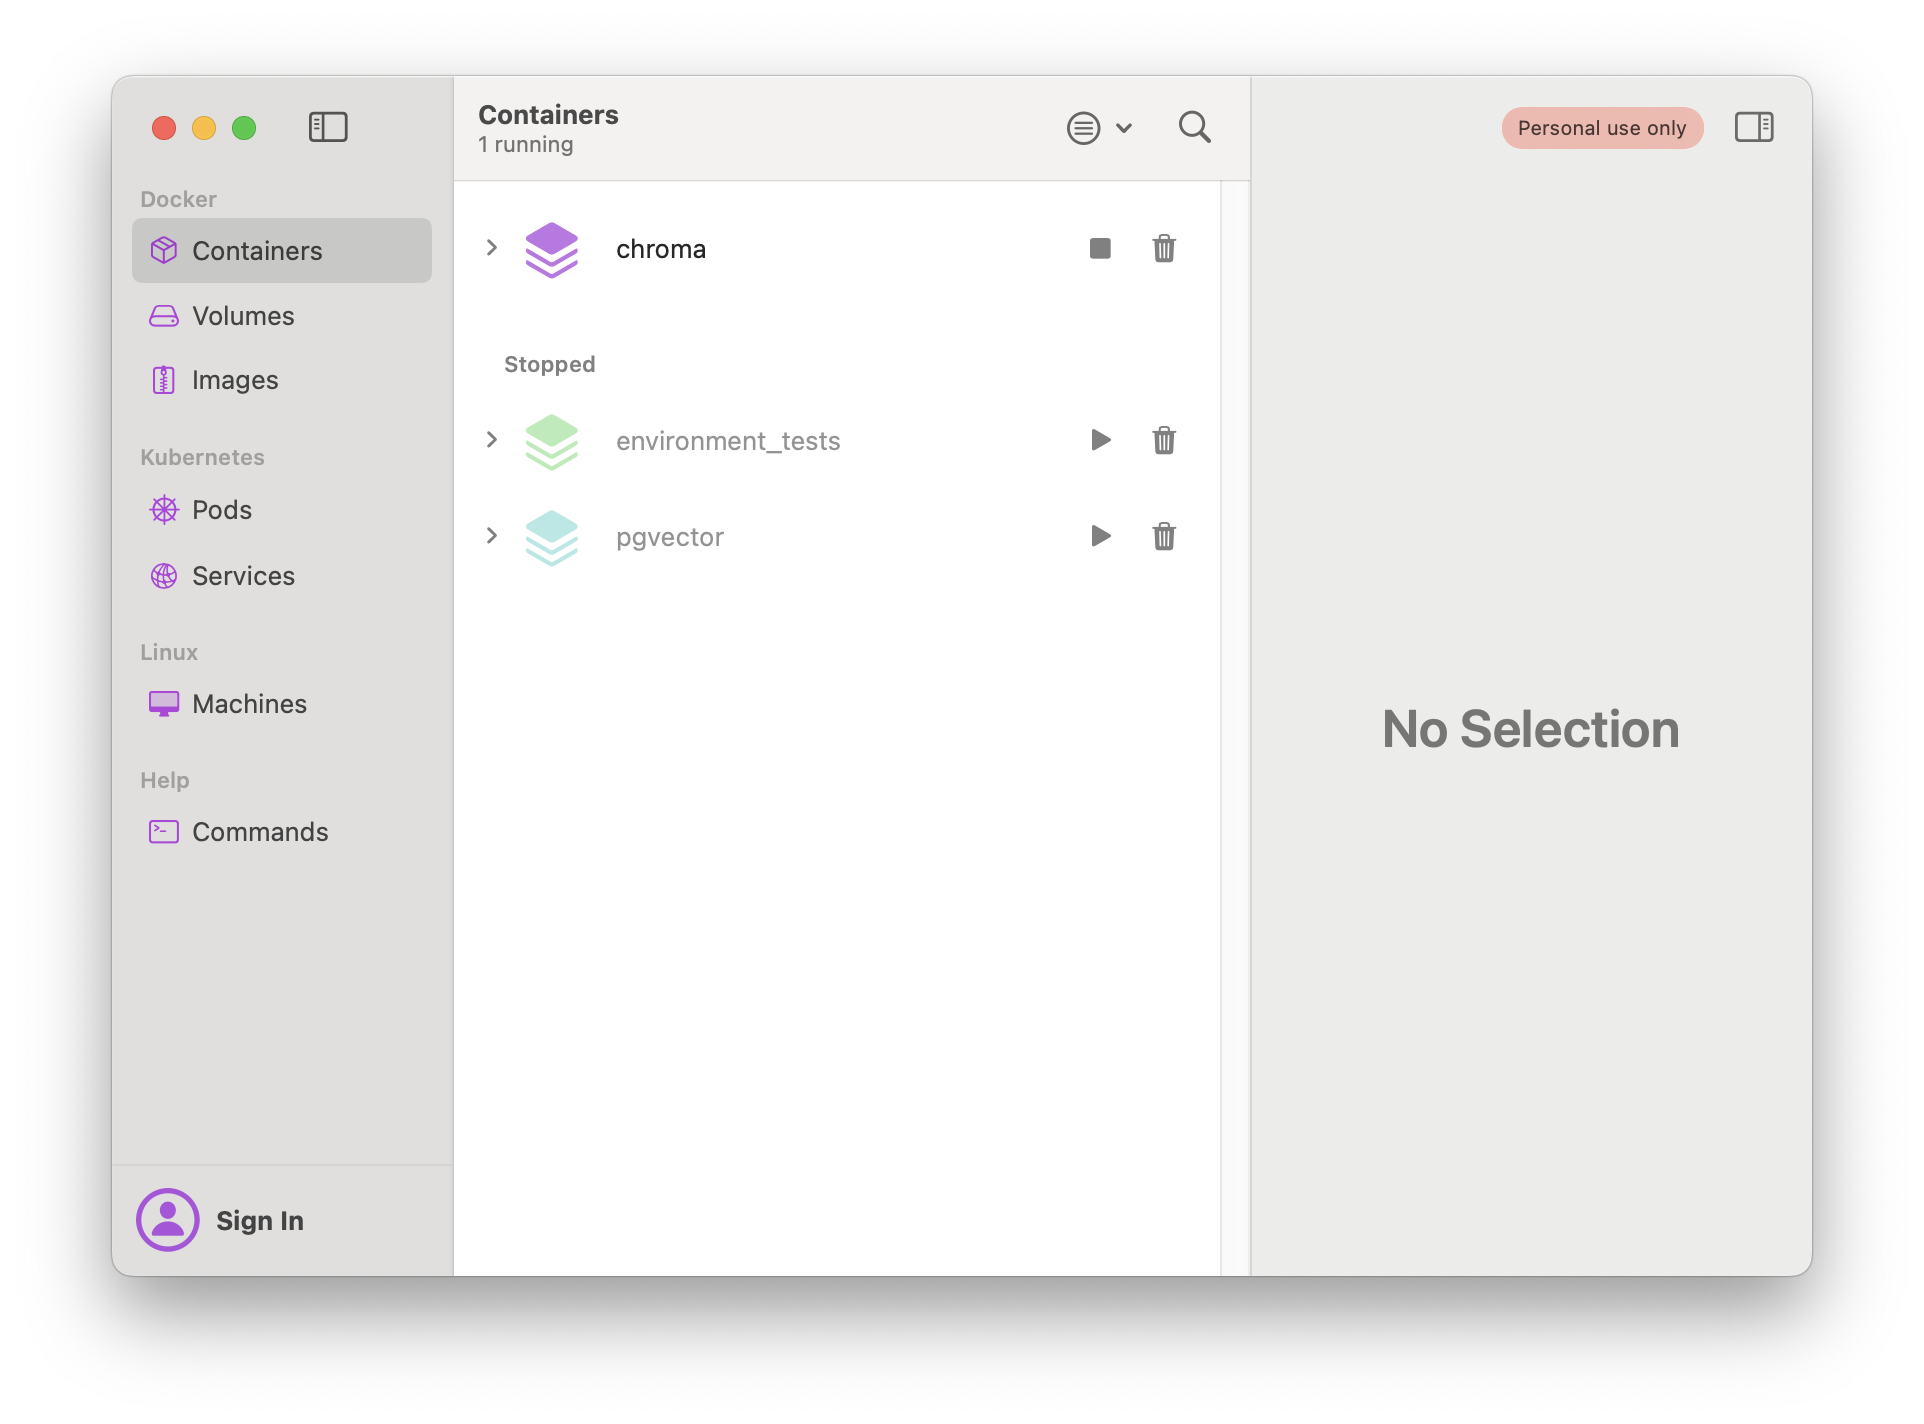 Docker
Containers
Volumes
Images
Kubernetes
Pods
Services
Linux
Machines
Help
Commands
Sign In
Containers
1 running
chroma
Stopped
environment_tests
pgvector
Personal use only
No Selection